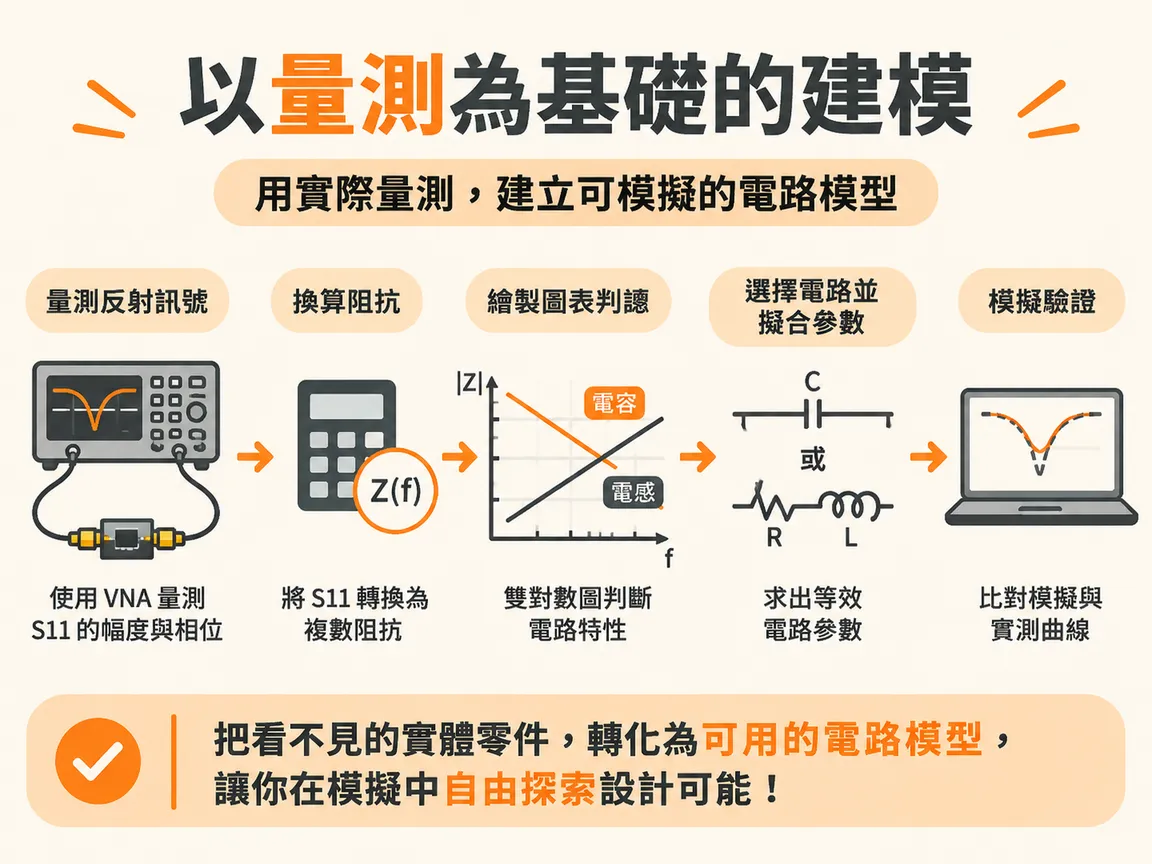 以量測為基礎的建模
用實際量測，建立可模擬的電路模型
量測反射訊號
換算阻抗
繪製圖表判讀
選擇電路並
擬合參數
模擬驗證
Z(f)
|Z|
電容
電感
f
C
或
R
L
使用 VNA 量測
S11 的幅度與相位
將 S11 轉換為
複數阻抗
雙對數圖判斷
電路特性
求出等效
電路參數
比對模擬與
實測曲線
把看不見的實體零件，轉化為可用的電路模型，
讓你在模擬中自由探索設計可能！